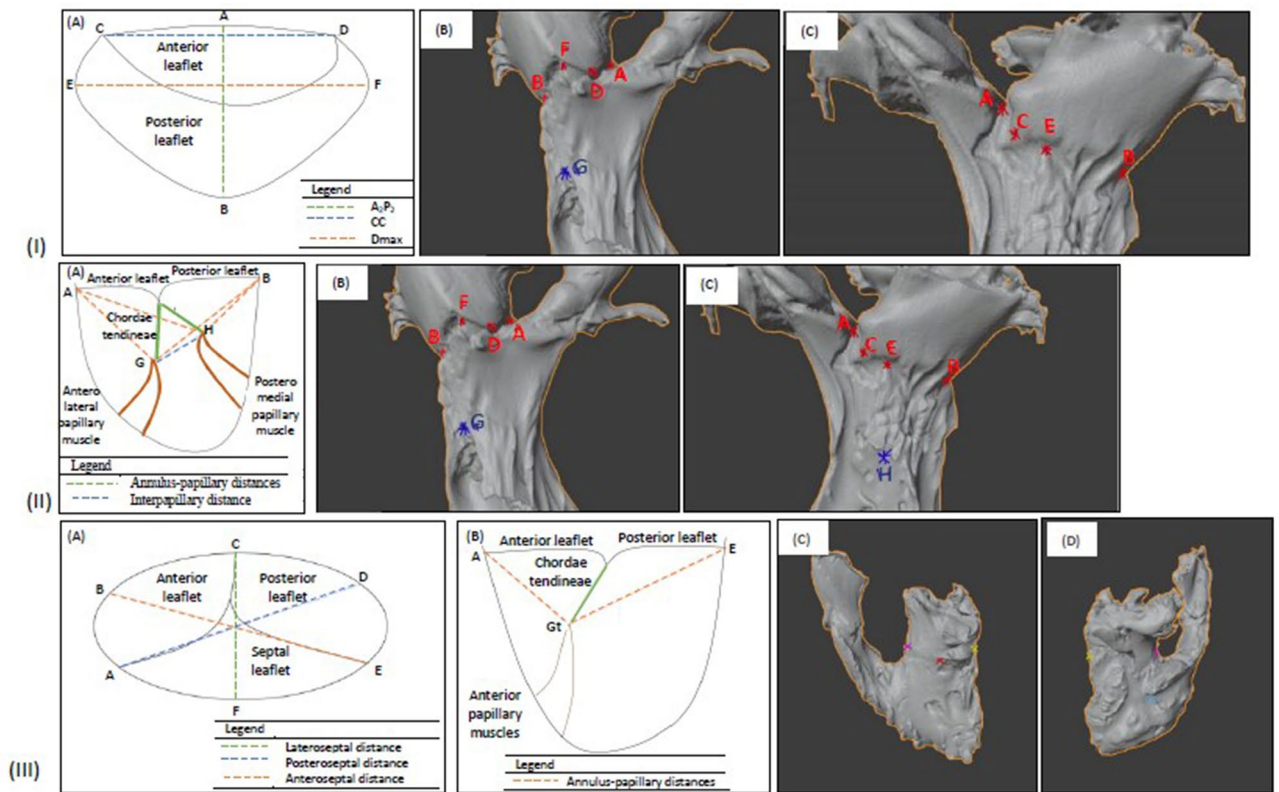 (I)
(A)
A
C
D
Anterior
leaflet
E
F
Posterior
leaflet
B
Legend
A₂P₂
CC
Dmax
(B)
F
A
B
D
G
(C)
A
C
E
B
(II)
(A)
Anterior leaflet
Posterior leaflet
A
B
Chordae
tendineae
H
G
Antero
lateral
papillary
muscle
Postero
medial
papillary
muscle
Legend
Annulus-papillary distances
Interpapillary distance
(B)
F
A
B
D
G
(C)
A
C
E
B
H
(III)
(A)
C
B
D
Anterior
leaflet
Posterior
leaflet
Septal
leaflet
A
E
F
Legend
Lateroseptal distance
Posteroseptal distance
Anteroseptal distance
(B)
Anterior leaflet
Posterior leaflet
A
E
Chordae
tendineae
Gt
Anterior
papillary
muscles
Legend
Annulus-papillary distances
(C)
(D)